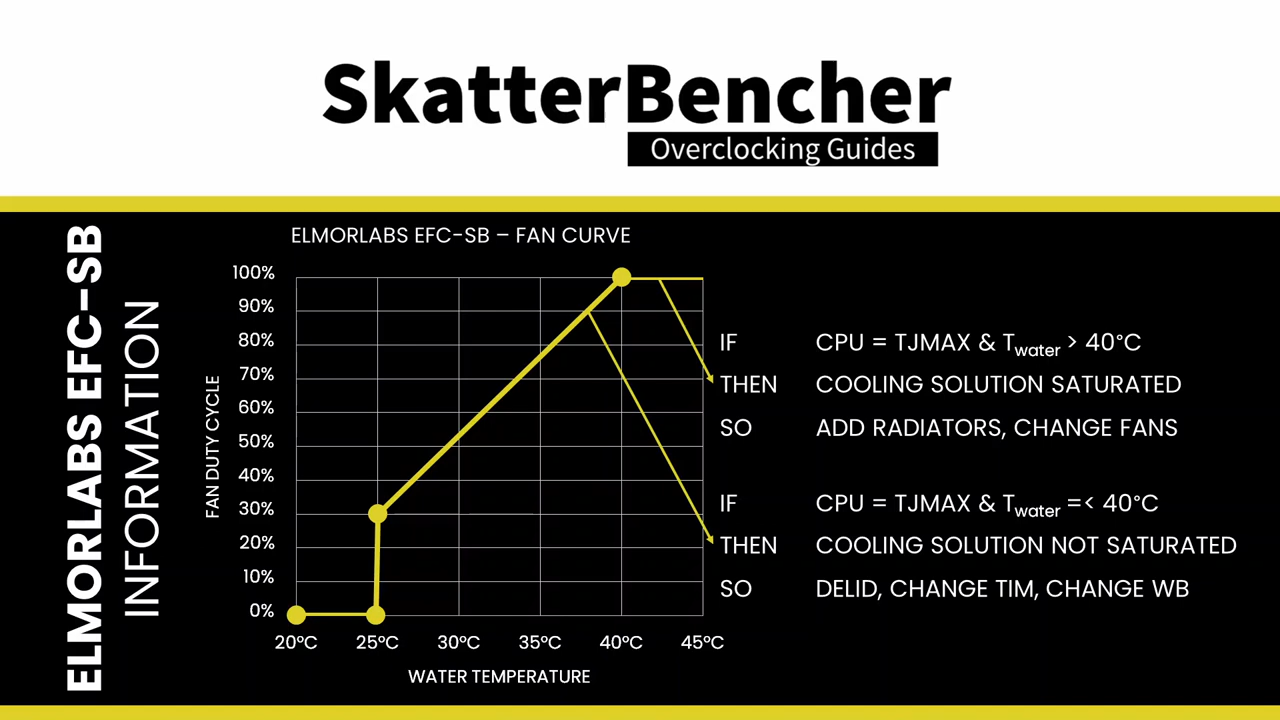 SkatterBencher
Overclocking Guides
ELMORLABS EFC-SB
INFORMATION
ELMORLABS EFC-SB – FAN CURVE
FAN DUTY CYCLE
100%
90%
80%
70%
60%
50%
40%
30%
20%
10%
0%
20°C 25°C 30°C 35°C 40°C 45°C
WATER TEMPERATURE
IF CPU = TJMAX & Twater > 40°C
THEN COOLING SOLUTION SATURATED
SO ADD RADIATORS, CHANGE FANS
IF CPU = TJMAX & Twater =< 40°C
THEN COOLING SOLUTION NOT SATURATED
SO DELID, CHANGE TIM, CHANGE WB